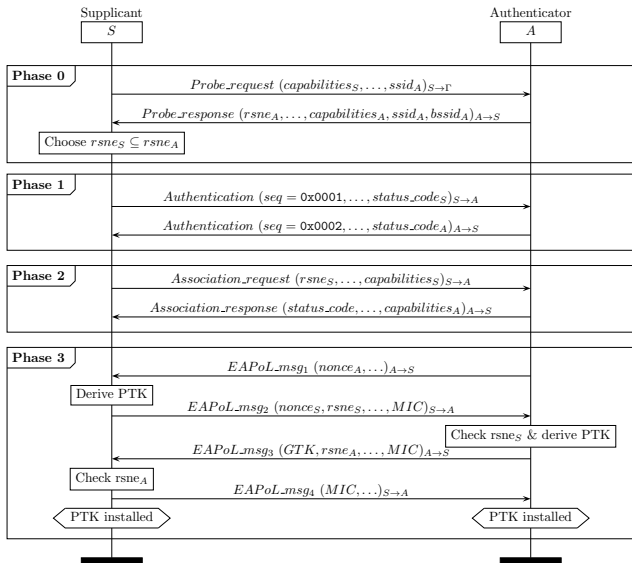 Supplicant Authenticator
S A
Phase 0
Probe_request (capabilities_S, ..., ssid_A)_{S→Γ}
Probe_response (rsne_A, ..., capabilities_A, ssid_A, bssid_A)_{A→S}
Choose rsne_S ⊆ rsne_A
Phase 1
Authentication (seq = 0x0001, ..., status_code_S)_{S→A}
Authentication (seq = 0x0002, ..., status_code_A)_{A→S}
Phase 2
Association_request (rsne_S, ..., capabilities_S)_{S→A}
Association_response (status_code, ..., capabilities_A)_{A→S}
Phase 3
EAPoL_msg_1 (nonce_A, ...)_{A→S}
Derive PTK
EAPoL_msg_2 (nonce_S, rsne_S, ..., MIC)_{S→A}
Check rsne_S & derive PTK
EAPoL_msg_3 (GTK, rsne_A, ..., MIC)_{A→S}
Check rsne_A
EAPoL_msg_4 (MIC, ...)_{S→A}
PTK installed PTK installed